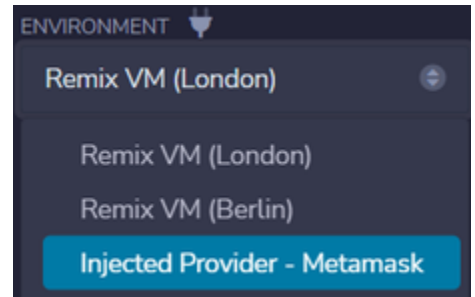 ENVIRONMENT
Remix VM (London)
Remix VM (London)
Remix VM (Berlin)
Injected Provider - Metamask